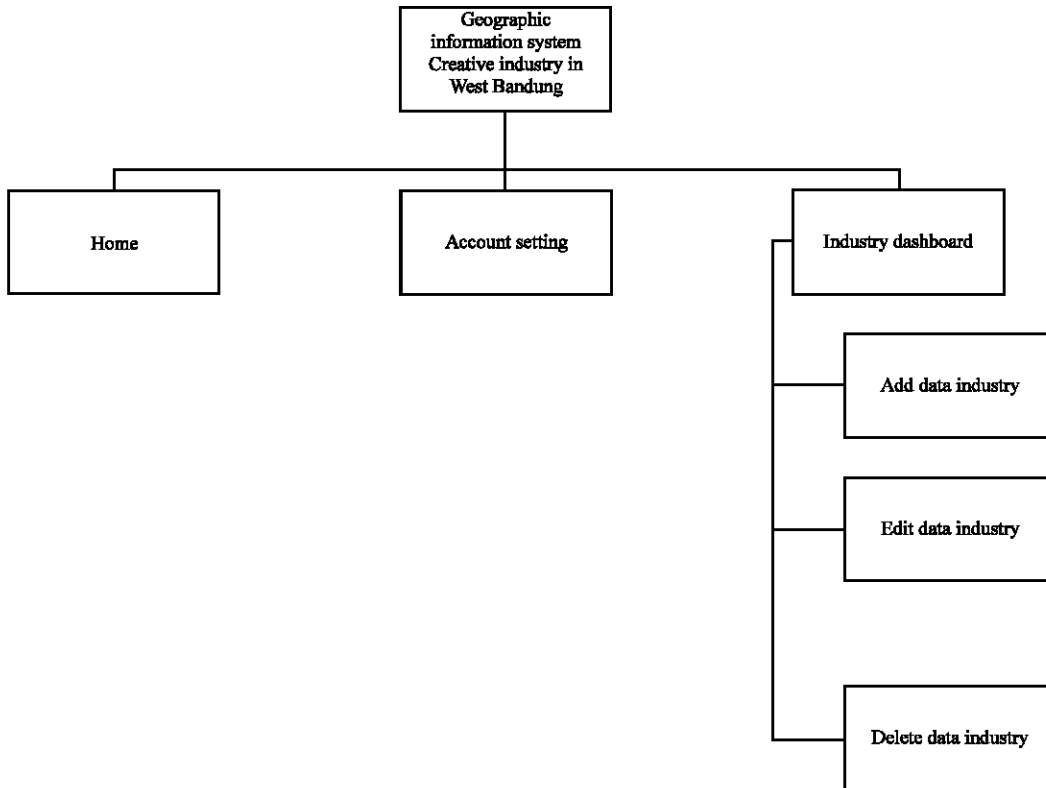 Geographic
information system
Creative industry in
West Bandung
Home
Account setting
Industry dashboard
Add data industry
Edit data industry
Delete data industry